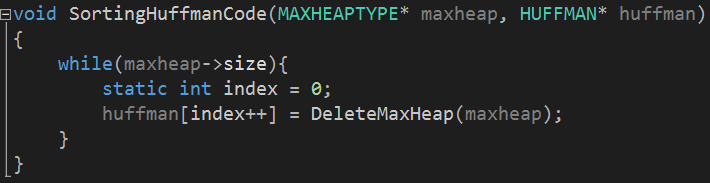 void SortingHuffmanCode(MAXHEAPTYPE* maxheap, HUFFMAN* huffman)
{
    while(maxheap->size){
        static int index = 0;
        huffman[index++] = DeleteMaxHeap(maxheap);
    }
}